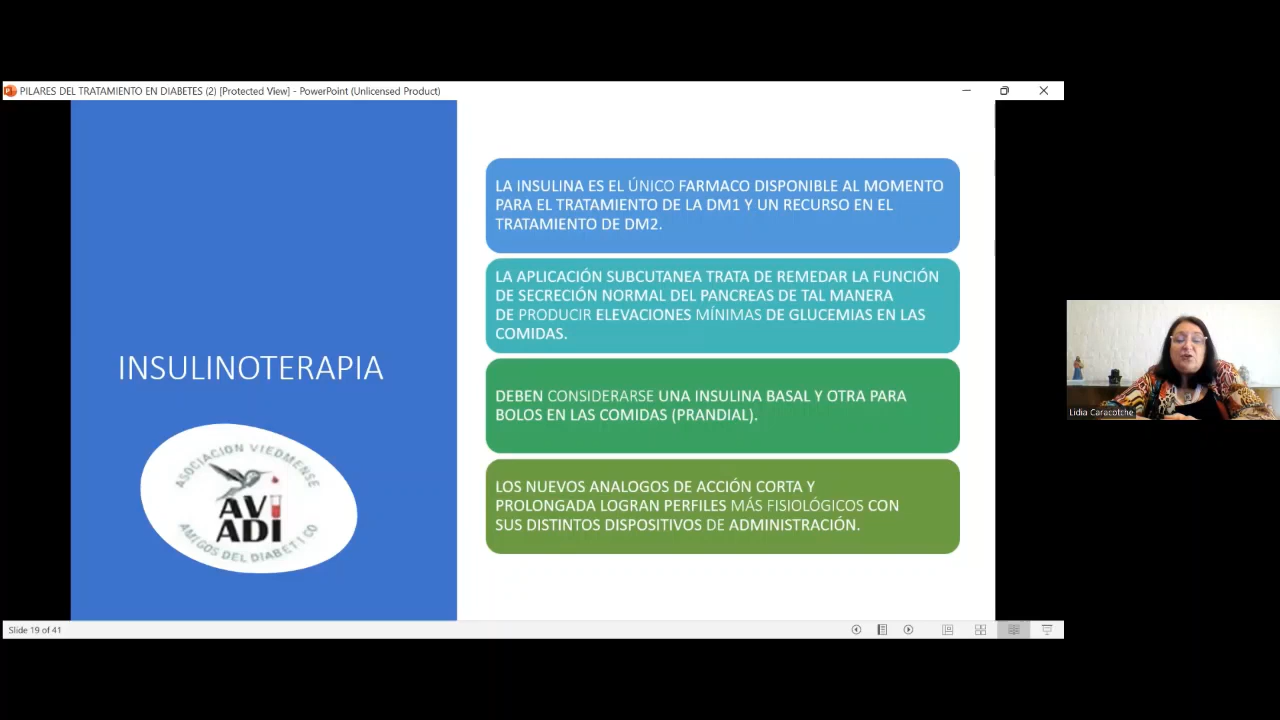 PILARES DEL TRATAMIENTO EN DIABETES (2) [Protected View] - PowerPoint (Unlicensed Product)
INSULINOTERAPIA
ASOCIACION VIEDMENSE
AVI
ADI
AMIGOS DEL DIABETICO
LA INSULINA ES EL ÚNICO FARMACO DISPONIBLE AL MOMENTO
PARA EL TRATAMIENTO DE LA DM1 Y UN RECURSO EN EL
TRATAMIENTO DE DM2.
LA APLICACIÓN SUBCUTANEA TRATA DE REMEDAR LA FUNCIÓN
DE SECRECIÓN NORMAL DEL PANCREAS DE TAL MANERA
DE PRODUCIR ELEVACIONES MÍNIMAS DE GLUCEMIAS EN LAS
COMIDAS.
DEBEN CONSIDERARSE UNA INSULINA BASAL Y OTRA PARA
BOLOS EN LAS COMIDAS (PRANDIAL).
LOS NUEVOS ANALOGOS DE ACCIÓN CORTA Y
PROLONGADA LOGRAN PERFILES MÁS FISIOLÓGICOS CON
SUS DISTINTOS DISPOSITIVOS DE ADMINISTRACIÓN.
Lidia Caracotche
Slide 19 of 41